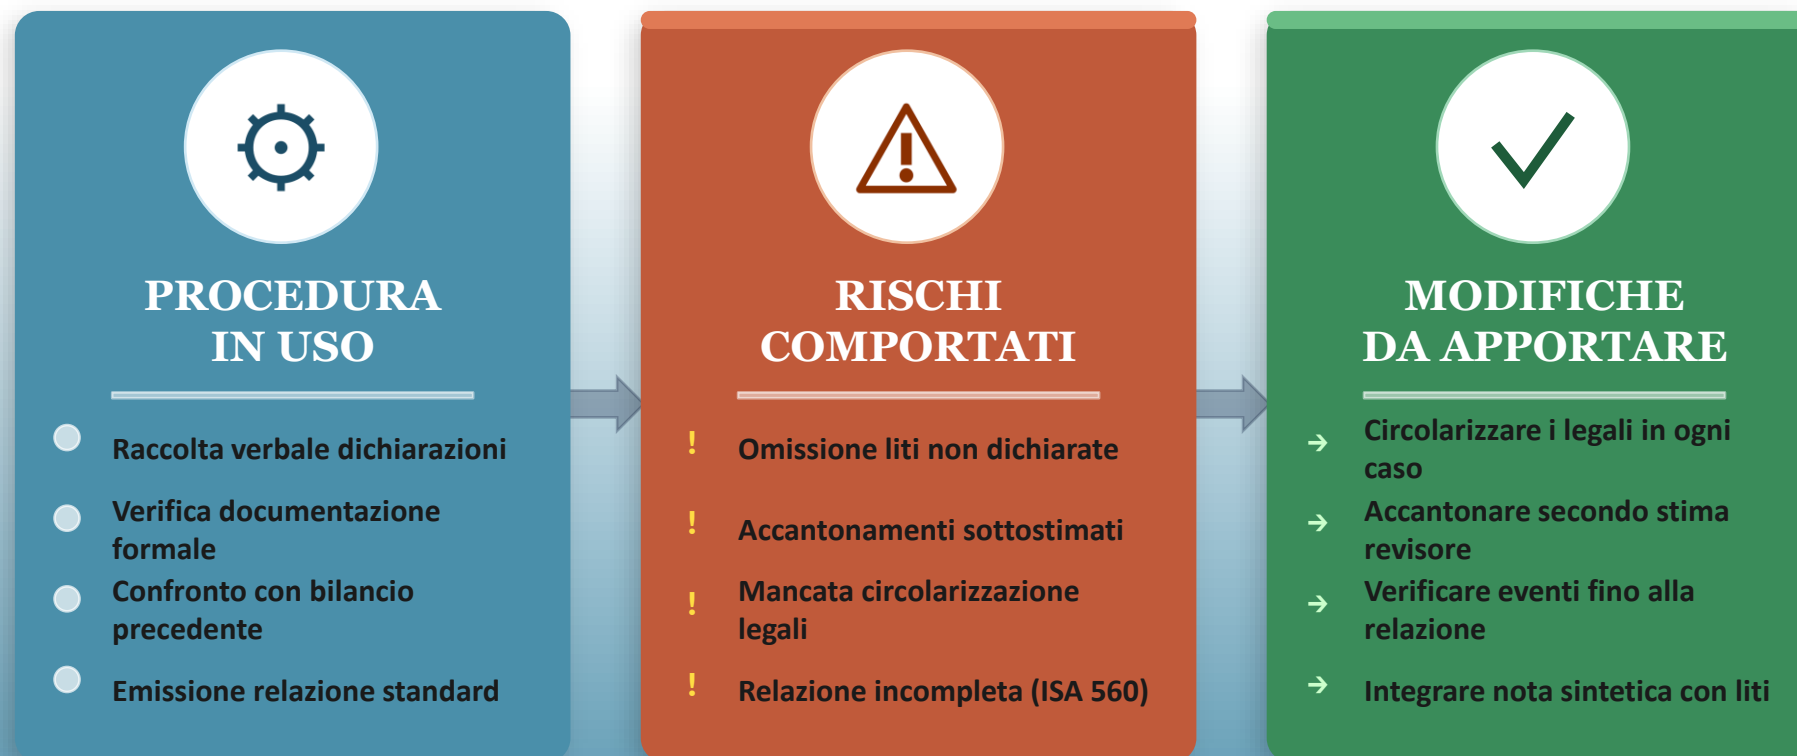 PROCEDURA
IN USO
Raccolta verbale dichiarazioni
Verifica documentazione
formale
Confronto con bilancio
precedente
Emissione relazione standard
RISCHI
COMPORTATI
! Omissione liti non dichiarate
! Accantonamenti sottostimati
! Mancata circolarizzazione
legali
! Relazione incompleta (ISA 560)
MODIFICHE
DA APPORTARE
→ Circolarizzare i legali in ogni
caso
→ Accantonare secondo stima
revisore
→ Verificare eventi fino alla
relazione
→ Integrare nota sintetica con liti